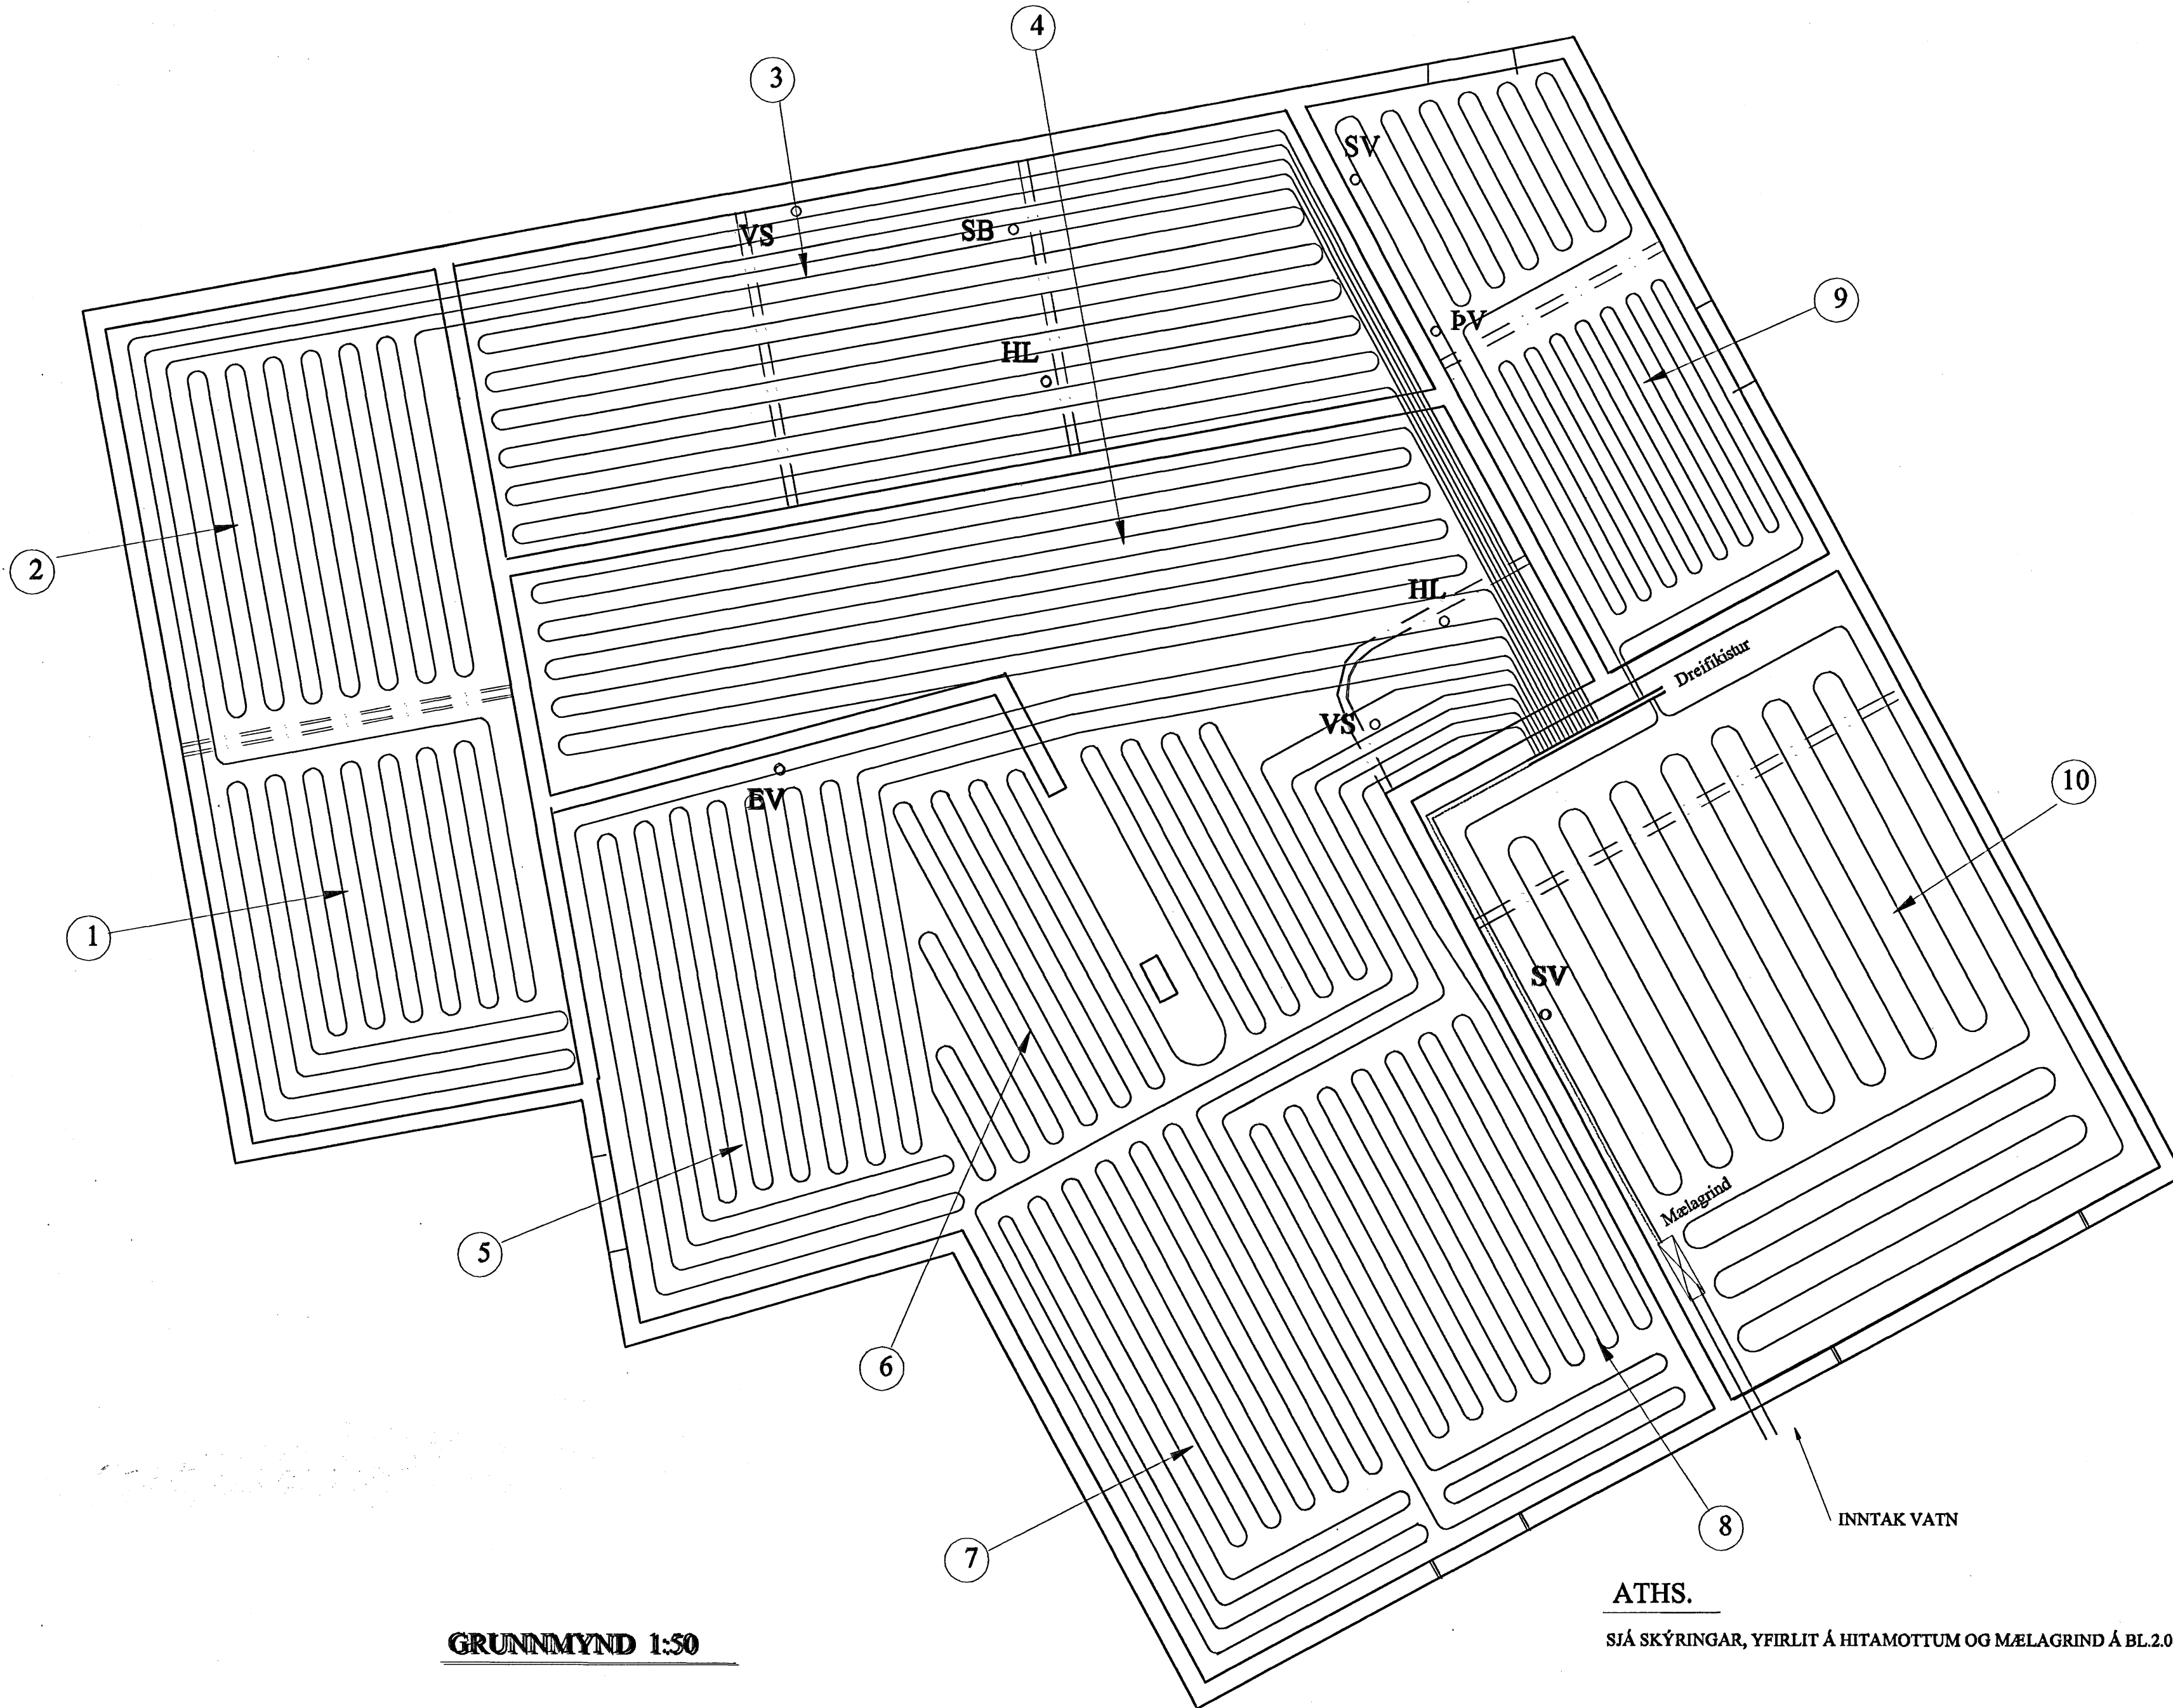 4
3
SV
VS
SB
9
ÞV
HL
2
HL
Dreifikistur
VS
10
EV
1
SV
Mælagrind
5
6
8
INNTAK VATN
7
ATHS.
GRUNNMYND 1:50
SJÁ SKÝRINGAR, YFIRLIT Á HITAMOTTUM OG MÆLAGRIND Á BL.2.0